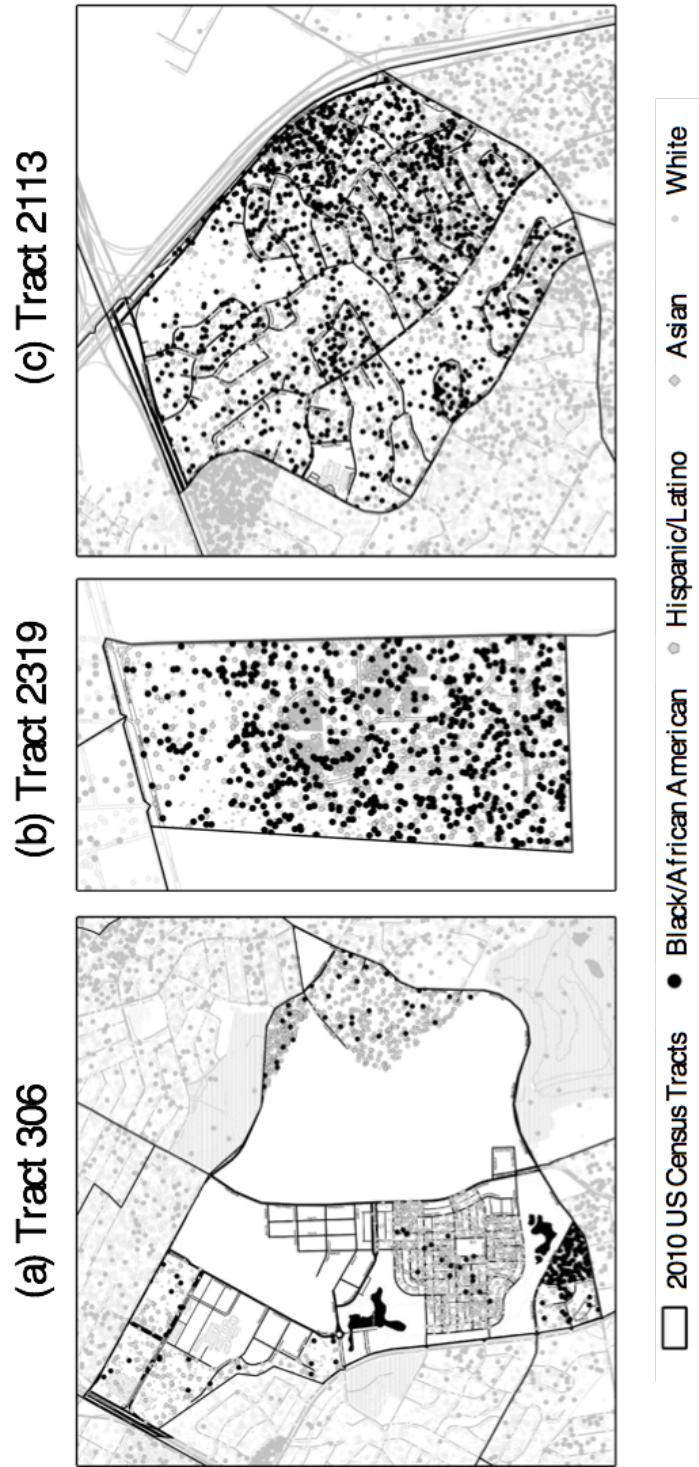 (a) Tract 306
(b) Tract 2319
(c) Tract 2113
2010 US Census Tracts
Black/African American
Hispanic/Latino
Asian
White